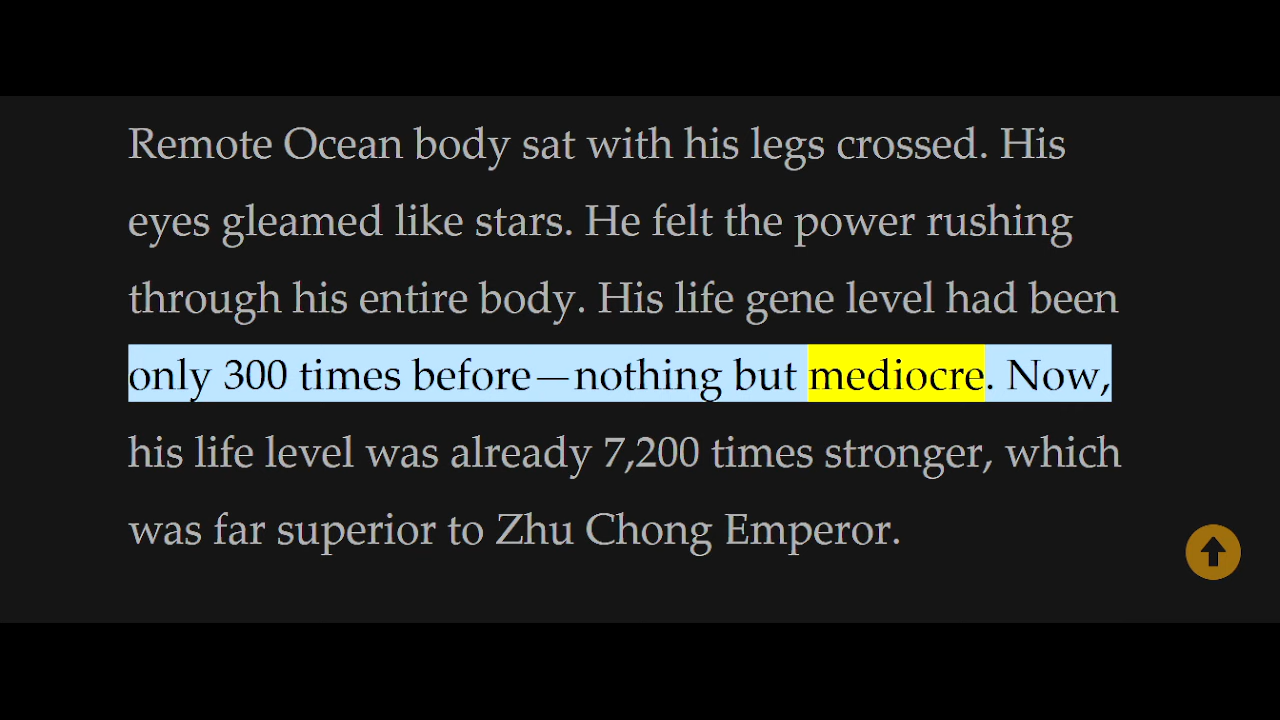 Remote Ocean body sat with his legs crossed. His
eyes gleamed like stars. He felt the power rushing
through his entire body. His life gene level had been
only 300 times before—nothing but mediocre. Now,
his life level was already 7,200 times stronger, which
was far superior to Zhu Chong Emperor.